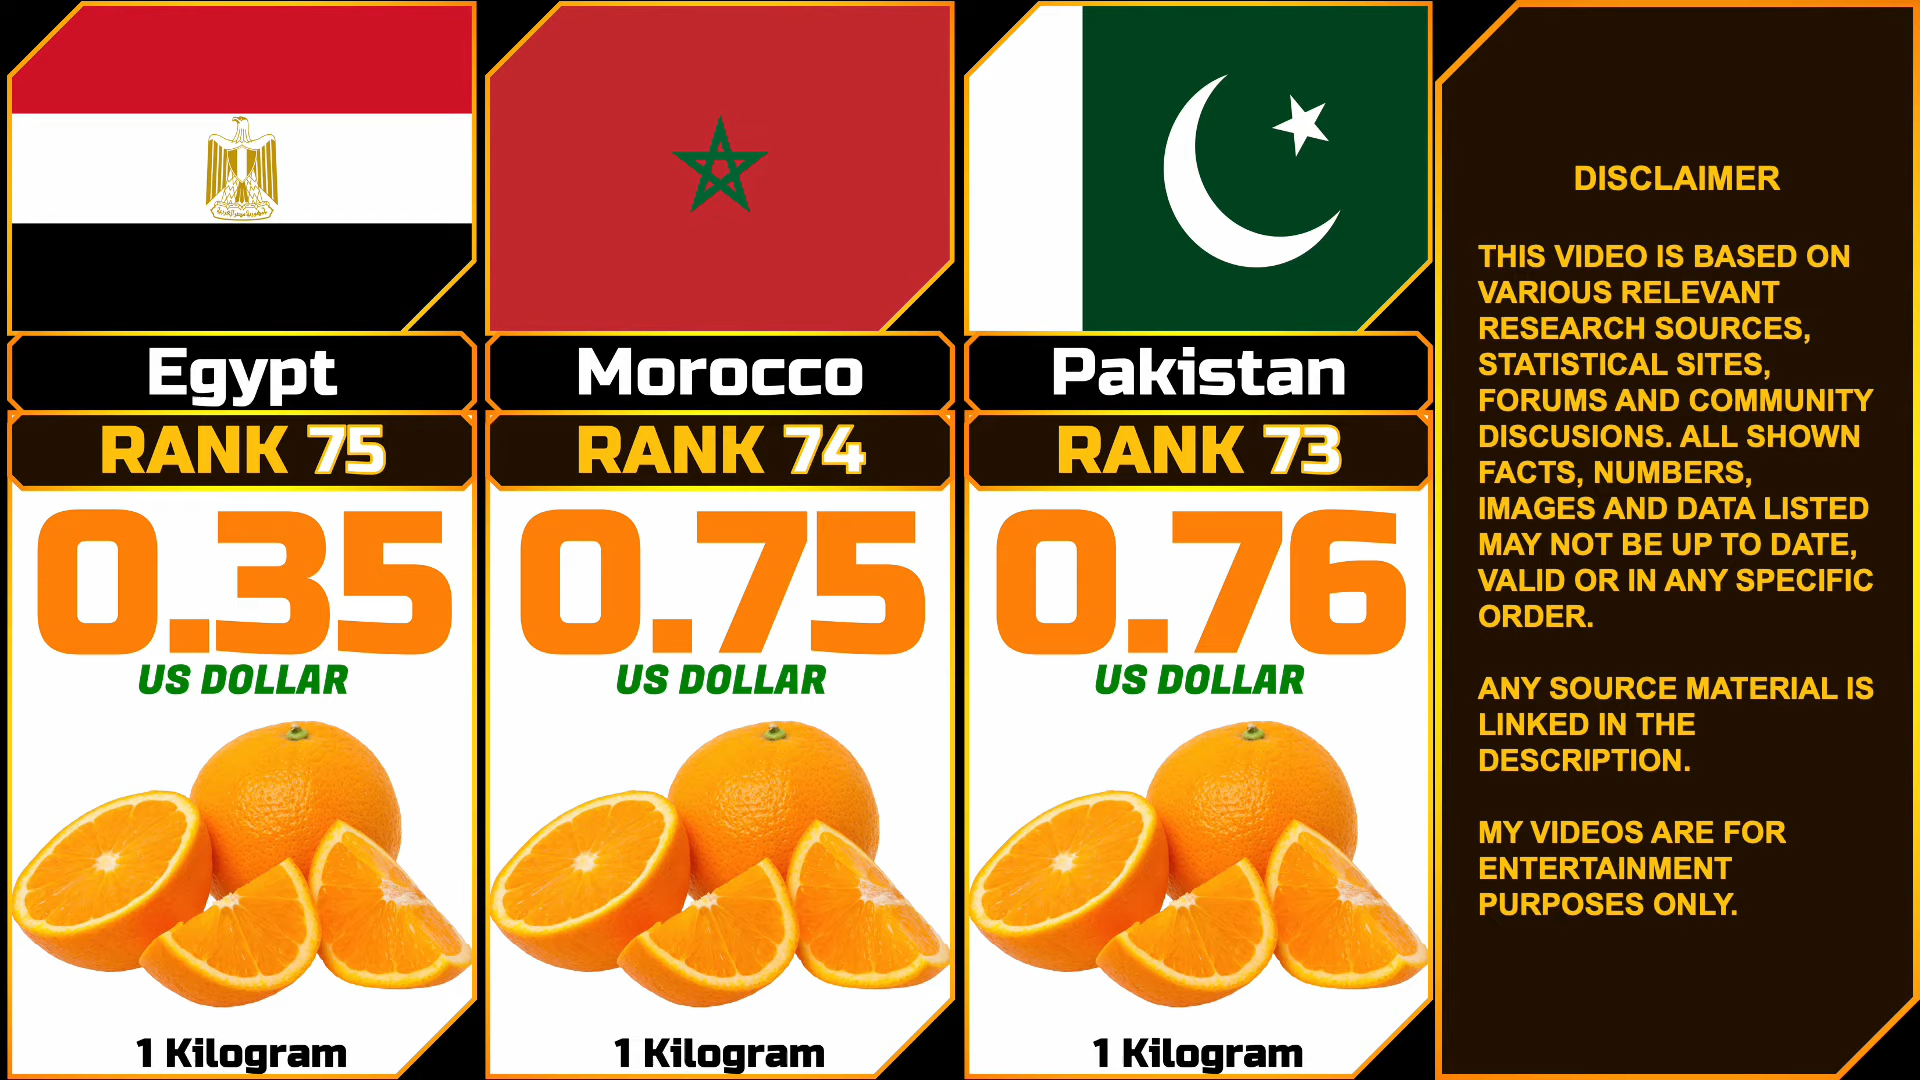 Egypt
RANK 75
0.35
US DOLLAR
1 Kilogram
Morocco
RANK 74
0.75
US DOLLAR
1 Kilogram
Pakistan
RANK 73
0.76
US DOLLAR
1 Kilogram
DISCLAIMER
THIS VIDEO IS BASED ON
VARIOUS RELEVANT
RESEARCH SOURCES,
STATISTICAL SITES,
FORUMS AND COMMUNITY
DISCUSIONS. ALL SHOWN
FACTS, NUMBERS,
IMAGES AND DATA LISTED
MAY NOT BE UP TO DATE,
VALID OR IN ANY SPECIFIC
ORDER.
ANY SOURCE MATERIAL IS
LINKED IN THE
DESCRIPTION.
MY VIDEOS ARE FOR
ENTERTAINMENT
PURPOSES ONLY.